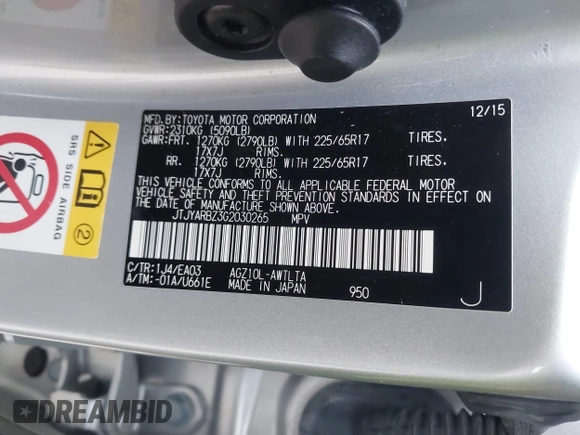 MFD.BY:TOYOTA MOTOR CORPORATION 12/15
GVWR:2310KG (5090LB)
GAWR:FRT. 1270KG (2790LB) WITH 225/65R17 TIRES.
17X7J RIMS.
RR. 1270KG (2790LB) WITH 225/65R17 TIRES.
17X7J RIMS.
THIS VEHICLE CONFORMS TO ALL APPLICABLE FEDERAL MOTOR
VEHICLE SAFETY AND THEFT PREVENTION STANDARDS IN EFFECT ON
THE DATE OF MANUFACTURE SHOWN ABOVE.
JTJYARBZ3G2030265 MPV
C/TR:1J4/EA03 AGZ10L-AWTLTA
A/TM:-01A/U661E MADE IN JAPAN 950 J
SRS SIDE AIRBAG
2
DREAMBID